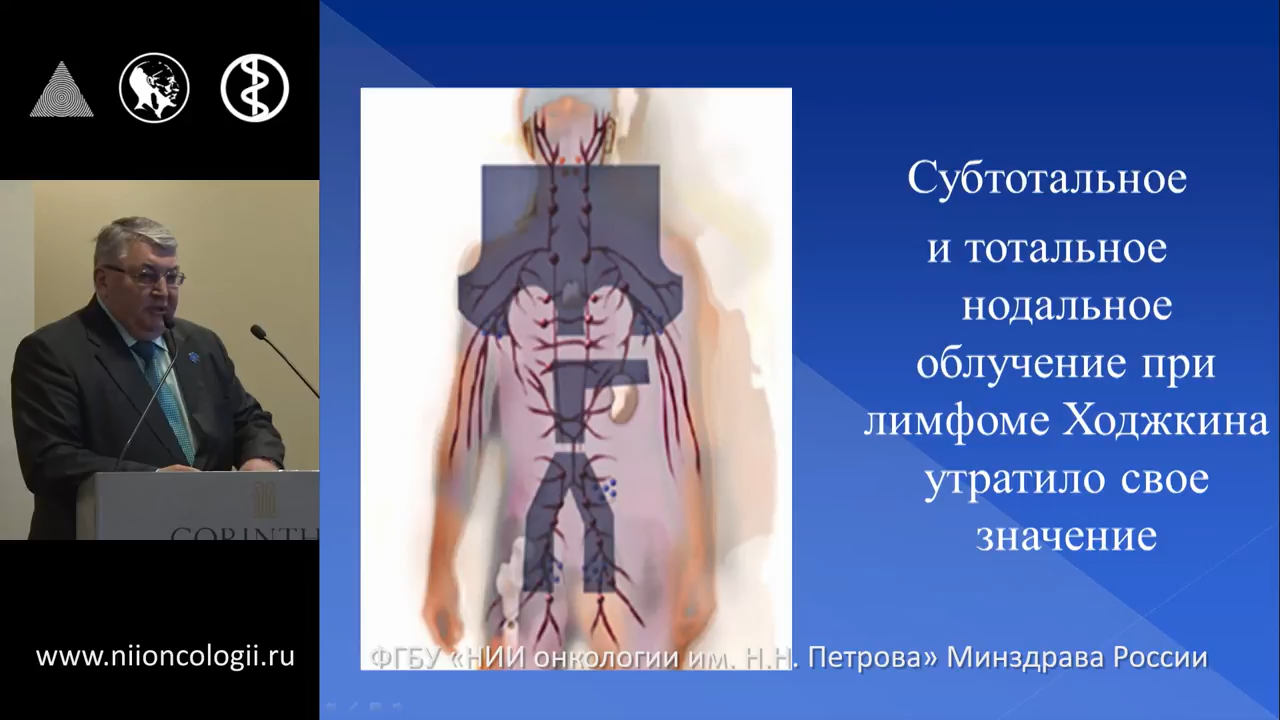 Субтотальное
и тотальное
нодальное
облучение при
лимфоме Ходжкина
утратило свое
значение
CORINTH
www.niioncologii.ru
ФГБУ «НИИ онкологии им. Н.Н. Петрова» Минздрава России